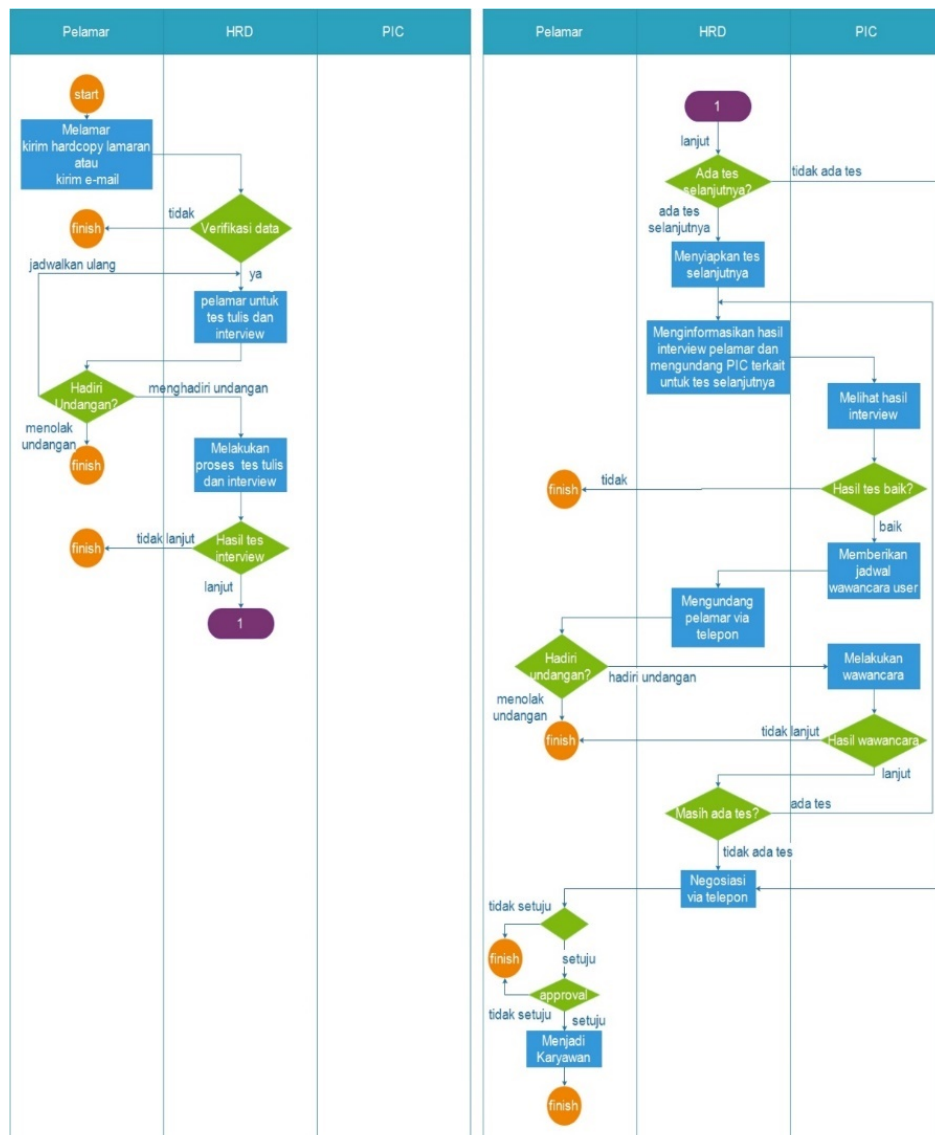 Pelamar
HRD
PIC
start
Melamar
kirim hardcopy lamaran
atau
kirim e-mail
tidak
finish
Verifikasi data
jadwalkan ulang
ya
pelamar untuk
tes tulis dan
interview
Hadiri
Undangan?
menghadiri undangan
menolak
undangan
finish
Melakukan
proses tes tulis
dan interview
finish
tidak lanjut
Hasil tes
interview
lanjut
1
Pelamar
HRD
PIC
1
lanjut
Ada tes
selanjutnya?
tidak ada tes
ada tes
selanjutnya
Menyiapkan tes
selanjutnya
Menginformasikan hasil
interview pelamar dan
mengundang PIC terkait
untuk tes selanjutnya
Melihat hasil
interview
finish
tidak
Hasil tes baik?
baik
Memberikan
jadwal
wawancara user
Mengundang
pelamar via
telepon
Hadiri
undangan?
hadiri undangan
Melakukan
wawancara
menolak
undangan
finish
tidak lanjut
Hasil wawancara
lanjut
Masih ada tes?
ada tes
tidak ada tes
Negosiasi
via telepon
tidak setuju
finish
setuju
approval
tidak setuju
setuju
Menjadi
Karyawan
finish